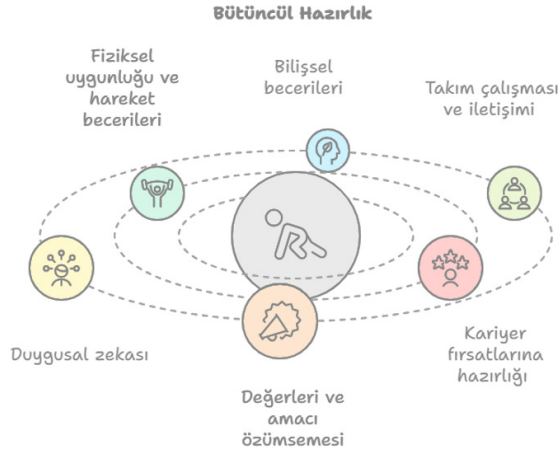 Bütüncül Hazırlık
Fiziksel
uygunluğu ve
hareket
becerileri
Bilişsel
becerileri
Takım çalışması
ve iletişimi
Duygusal zekası
Değerleri ve
amacı
özümsemesi
Kariyer
fırsatlarına
hazırlığı